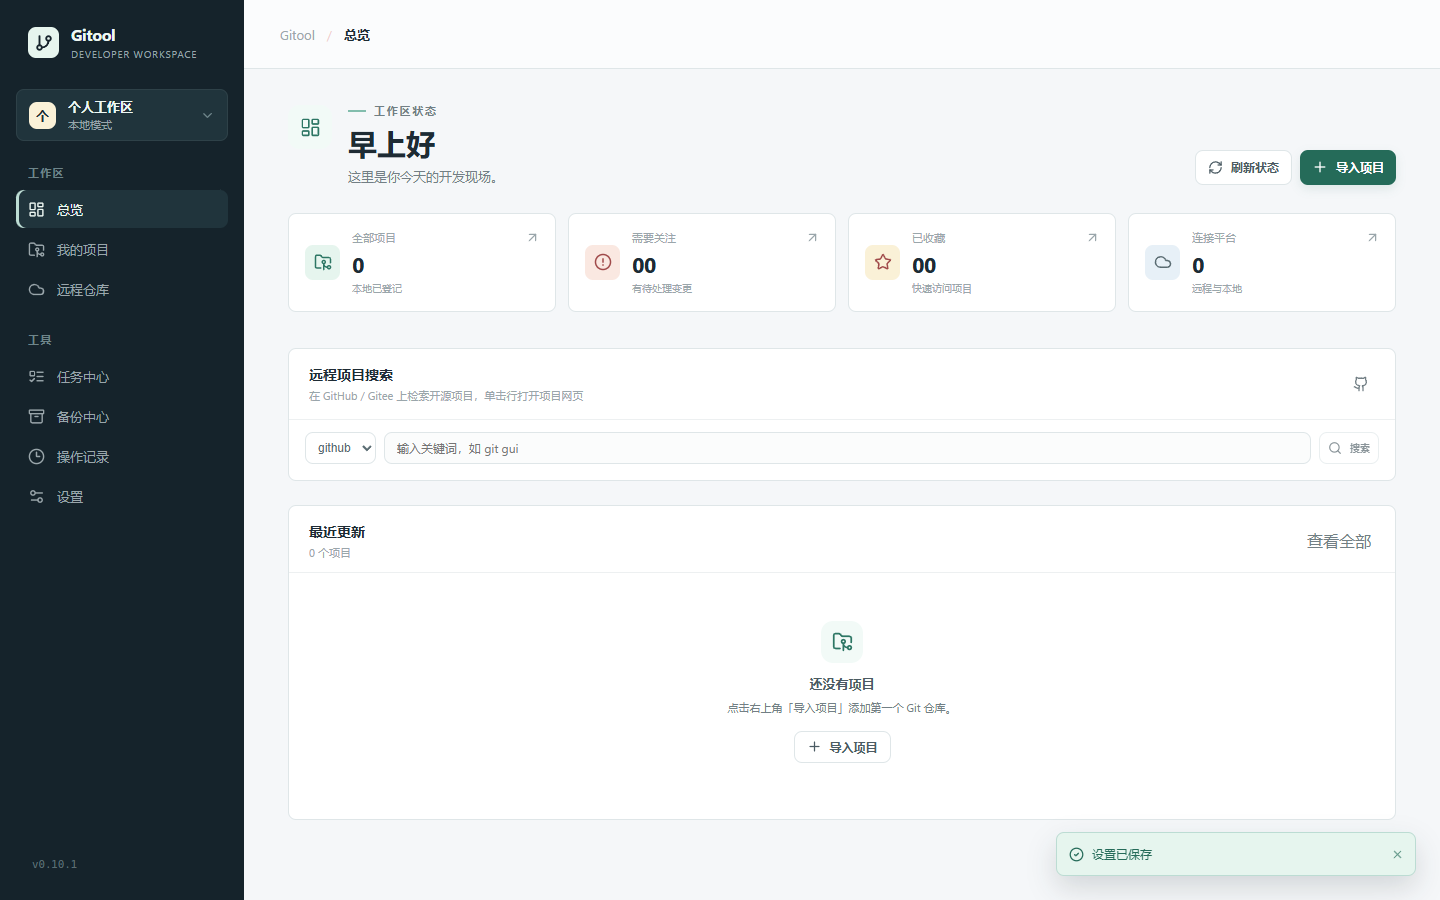 Gitool
DEVELOPER WORKSPACE
个
个人工作区
本地模式
工作区
总览
我的项目
远程仓库
工具
任务中心
备份中心
操作记录
设置
v0.10.1
Gitool / 总览
工作区状态
早上好
这里是你今天的开发现场。
刷新状态
导入项目
全部项目
0
本地已登记
需要关注
00
有待处理变更
已收藏
00
快速访问项目
连接平台
0
远程与本地
远程项目搜索
在 GitHub / Gitee 上检索开源项目，单击行打开项目网页
github
输入关键词，如 git gui
搜索
最近更新
0 个项目
查看全部
还没有项目
点击右上角「导入项目」添加第一个 Git 仓库。
导入项目
设置已保存